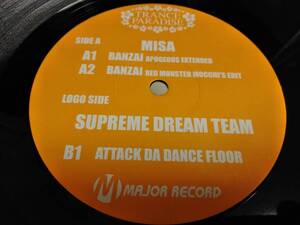 TRANCE
PARADISE
SIDE A
MISA
A1 BANZAI APOGEOUS EXTENDED
A2 BANZAI RED MONSTER (MOCCHI'S EDIT
LOGO SIDE
SUPREME DREAM TEAM
B1 ATTACK DA DANCE FLOOR
MAJOR RECORD